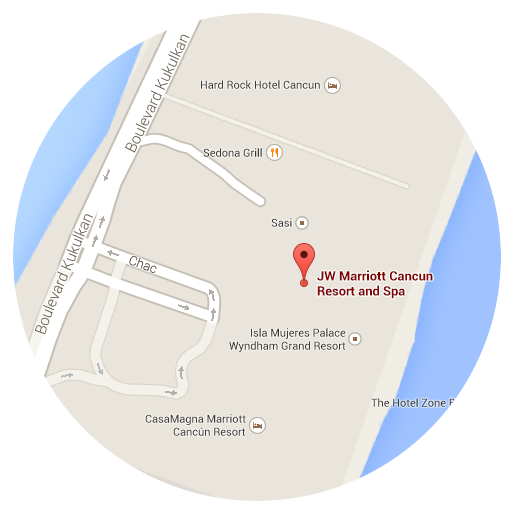 Boulevard Kukulkan
Hard Rock Hotel Cancun
Sedona Grill
Sasi
Boulevard Kukulkan
Chac
JW Marriott Cancun
Resort and Spa
Isla Mujeres Palace
Wyndham Grand Resort
The Hotel Zone
CasaMagna Marriott
Cancún Resort